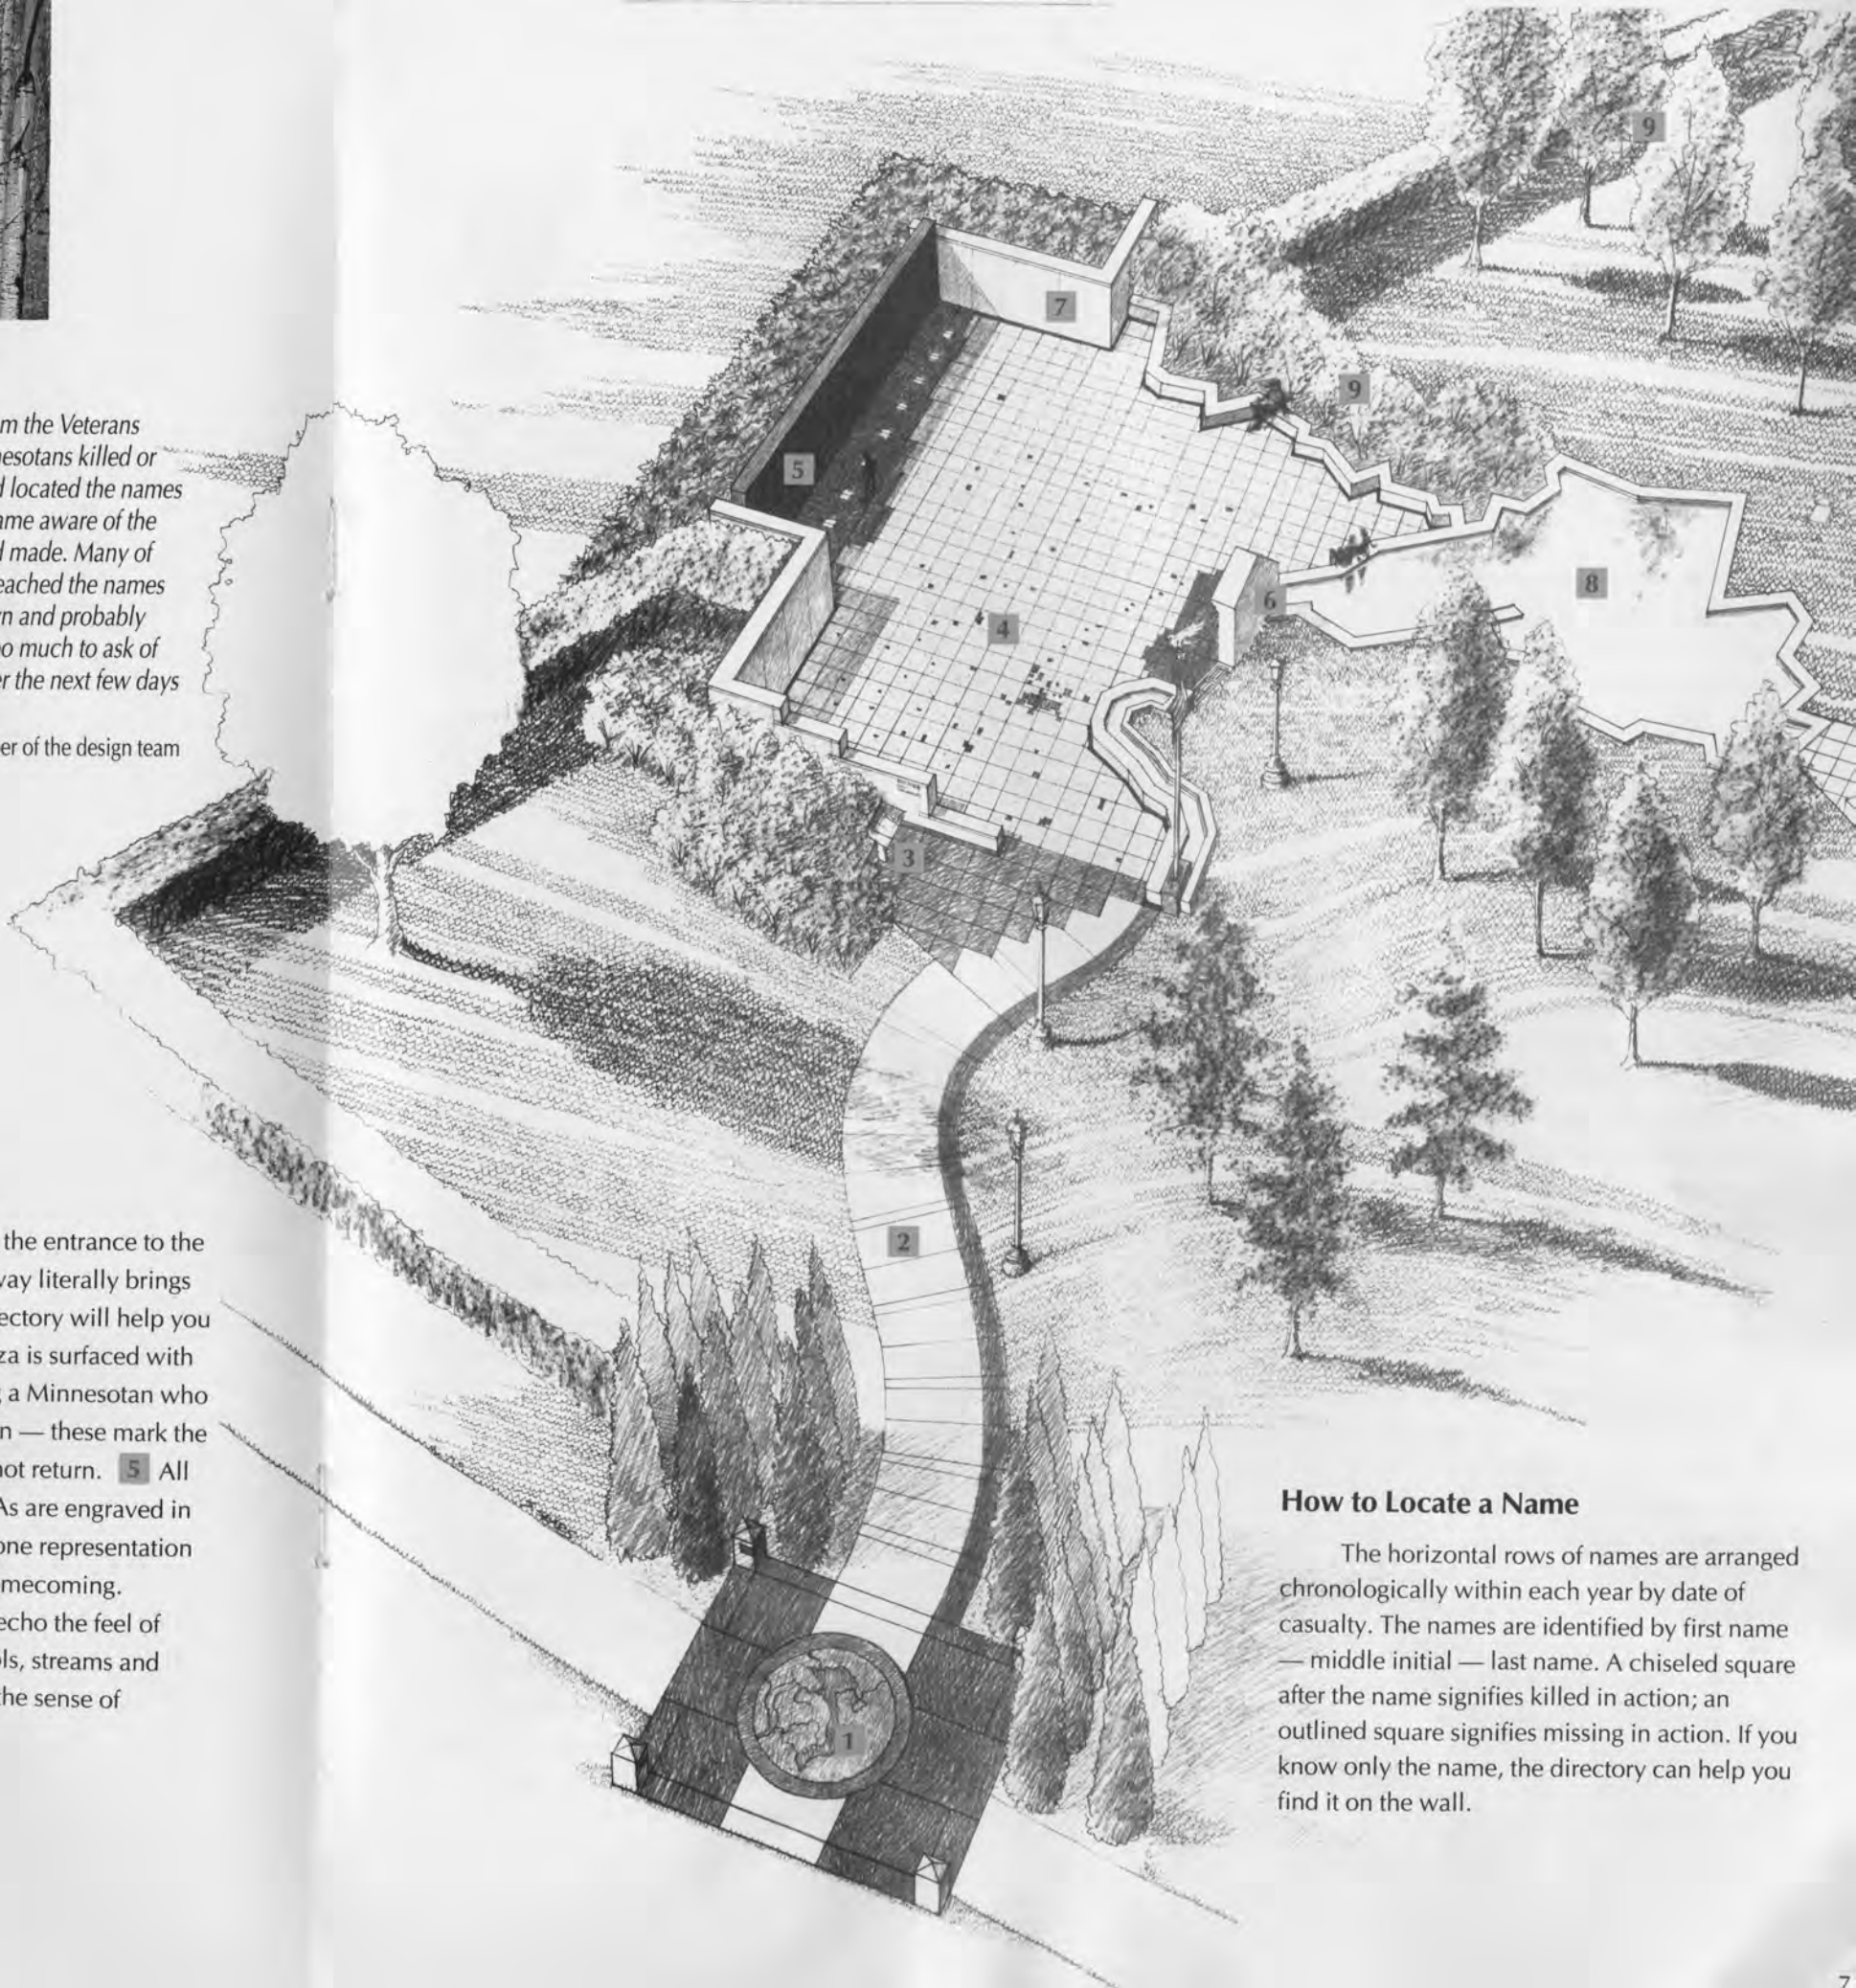 m the Veterans
esotans killed or
located the names
ame aware of the
made. Many of
eached the names
n and probably
o much to ask of
r the next few days
er of the design team
the entrance to the
way literally brings
ectory will help you
za is surfaced with
a Minnesotan who
n — these mark the
not return. 5 All
As are engraved in
one representation
mecoming.
echo the feel of
ls, streams and
the sense of
9
7
9
5
8
6
4
3
2
1
How to Locate a Name
The horizontal rows of names are arranged
chronologically within each year by date of
casualty. The names are identified by first name
— middle initial — last name. A chiseled square
after the name signifies killed in action; an
outlined square signifies missing in action. If you
know only the name, the directory can help you
find it on the wall.
7